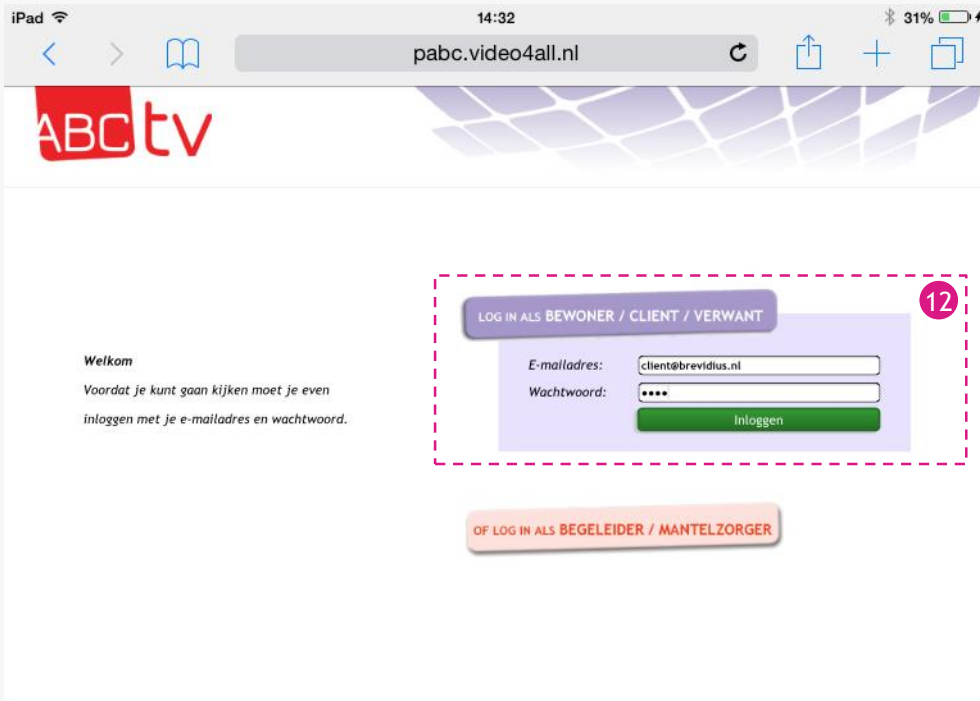 iPad 14:32 31%
pabc.video4all.nl
ABC tv
12
LOG IN ALS BEWONER / CLIENT / VERWANT
Welkom
Voordat je kunt gaan kijken moet je even
inloggen met je e-mailadres en wachtwoord.
E-mailadres: client@brevidius.nl
Wachtwoord: ••••
Inloggen
OF LOG IN ALS BEGELEIDER / MANTELZORGER